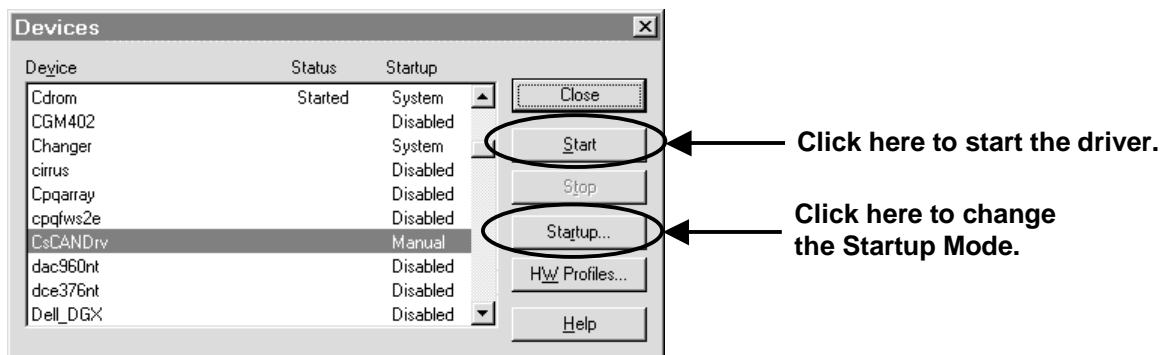 Devices
Device Status Startup
Cdrom Started System
CGM402 Disabled
Changer System
cirrus Disabled
Cpqarray Disabled
cpqfws2e Disabled
CsCANDrv Manual
dac960nt Disabled
dce376nt Disabled
Dell_DGX Disabled
Close
Start
Stop
Startup...
HW Profiles...
Help
Click here to start the driver.
Click here to change
the Startup Mode.